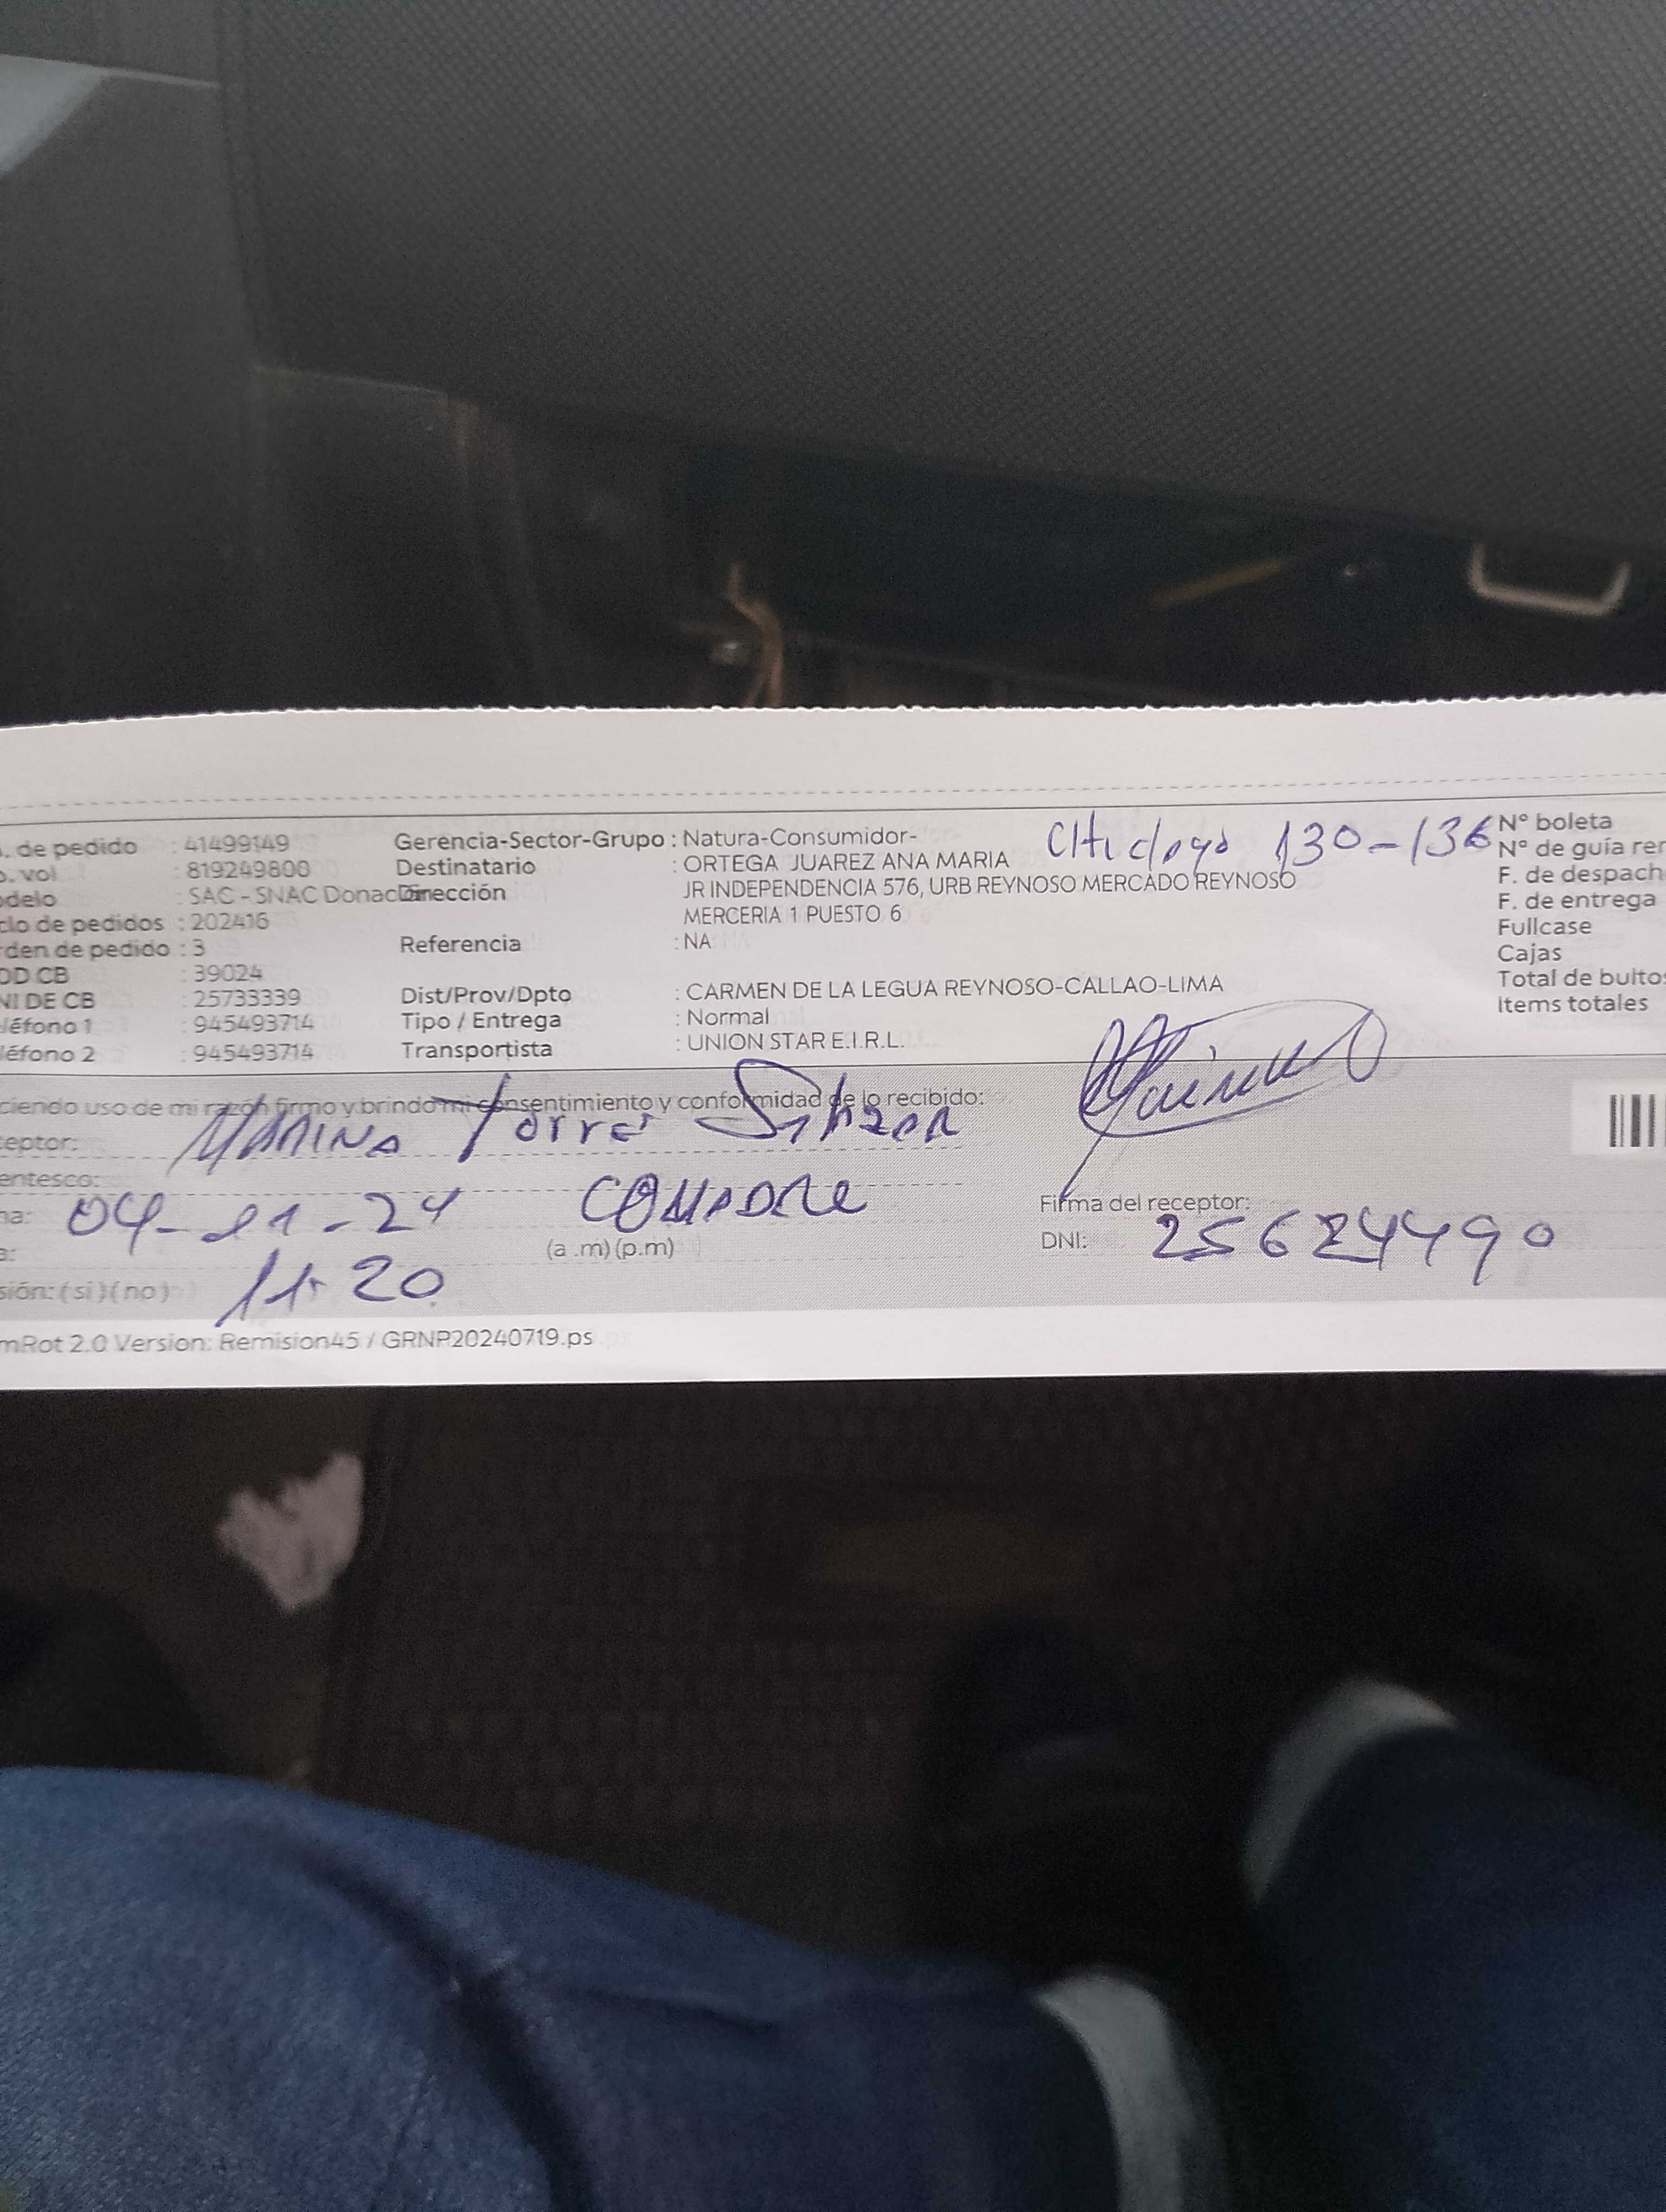 . de pedido : 41499149 Gerencia-Sector-Grupo : Natura-Consumidor- N° boleta
o. vol : 819249800 Destinatario : ORTEGA JUAREZ ANA MARIA 130-136 N° de guía rer
odelo : SAC - SNAC Donac Dirección JR INDEPENDENCIA 576, URB REYNOSO MERCADO REYNOSO F. de despach
clo de pedidos : 202416 MERCERIA 1 PUESTO 6 F. de entrega
rden de pedido : 3 Referencia : NA Fullcase
OD CB : 39024 Cajas
NI DE CB : 25733339 Dist/Prov/Dpto : CARMEN DE LA LEGUA REYNOSO-CALLAO-LIMA Total de bulto
léfono 1 : 945493714 Tipo / Entrega : Normal Items totales
léfono 2 : 945493714 Transportista : UNION STAR E.I.R.L.
ciendo uso de mi razón firmo y brindo mi consentimiento y conformidad de lo recibido:
ceptor: MARINA Torre
entesco: COMADRE Firma del receptor:
ha: 04-11-24 (a .m) (p.m) DNI: 25624490
a: 11:20
sión: ( si ) ( no )
mRot 2.0 Version: Remision45 / GRNP20240719.ps